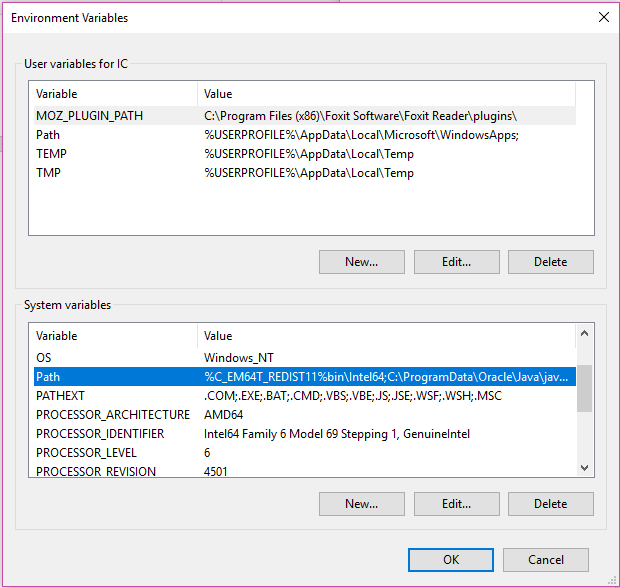 Environment Variables
User variables for IC
Variable Value
MOZ_PLUGIN_PATH C:\Program Files (x86)\Foxit Software\Foxit Reader\plugins\
Path %USERPROFILE%\AppData\Local\Microsoft\WindowsApps;
TEMP %USERPROFILE%\AppData\Local\Temp
TMP %USERPROFILE%\AppData\Local\Temp
New... Edit... Delete
System variables
Variable Value
OS Windows_NT
Path %C_EM64T_REDIST11%bin\Intel64;C:\ProgramData\Oracle\Java\jav...
PATHEXT .COM;.EXE;.BAT;.CMD;.VBS;.VBE;.JS;.JSE;.WSF;.WSH;.MSC
PROCESSOR_ARCHITECTURE AMD64
PROCESSOR_IDENTIFIER Intel64 Family 6 Model 69 Stepping 1, GenuineIntel
PROCESSOR_LEVEL 6
PROCESSOR_REVISION 4501
New... Edit... Delete
OK Cancel